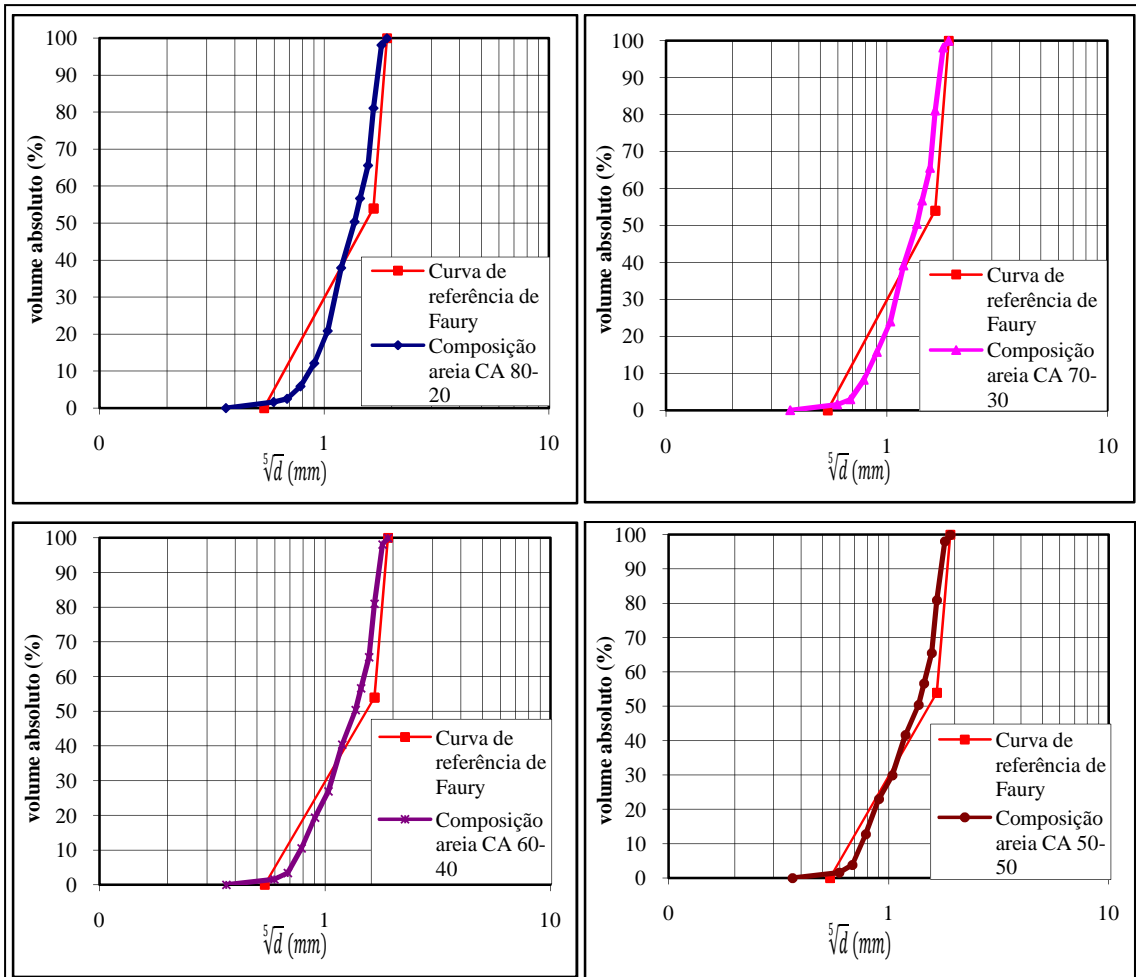 volume absoluto (%)
100
90
80
70
60
50
40
30
20
10
0
0 1 10
⁵√d (mm)
Curva de
referência de
Faury
Composição
areia CA 80-
20
volume absoluto (%)
100
90
80
70
60
50
40
30
20
10
0
0 1 10
⁵√d (mm)
Curva de
referência de
Faury
Composição
areia CA 70-
30
volume absoluto (%)
100
90
80
70
60
50
40
30
20
10
0
0 1 10
⁵√d (mm)
Curva de
referência de
Faury
Composição
areia CA 60-
40
volume absoluto (%)
100
90
80
70
60
50
40
30
20
10
0
0 1 10
⁵√d (mm)
Curva de
referência de
Faury
Composição
areia CA 50-
50